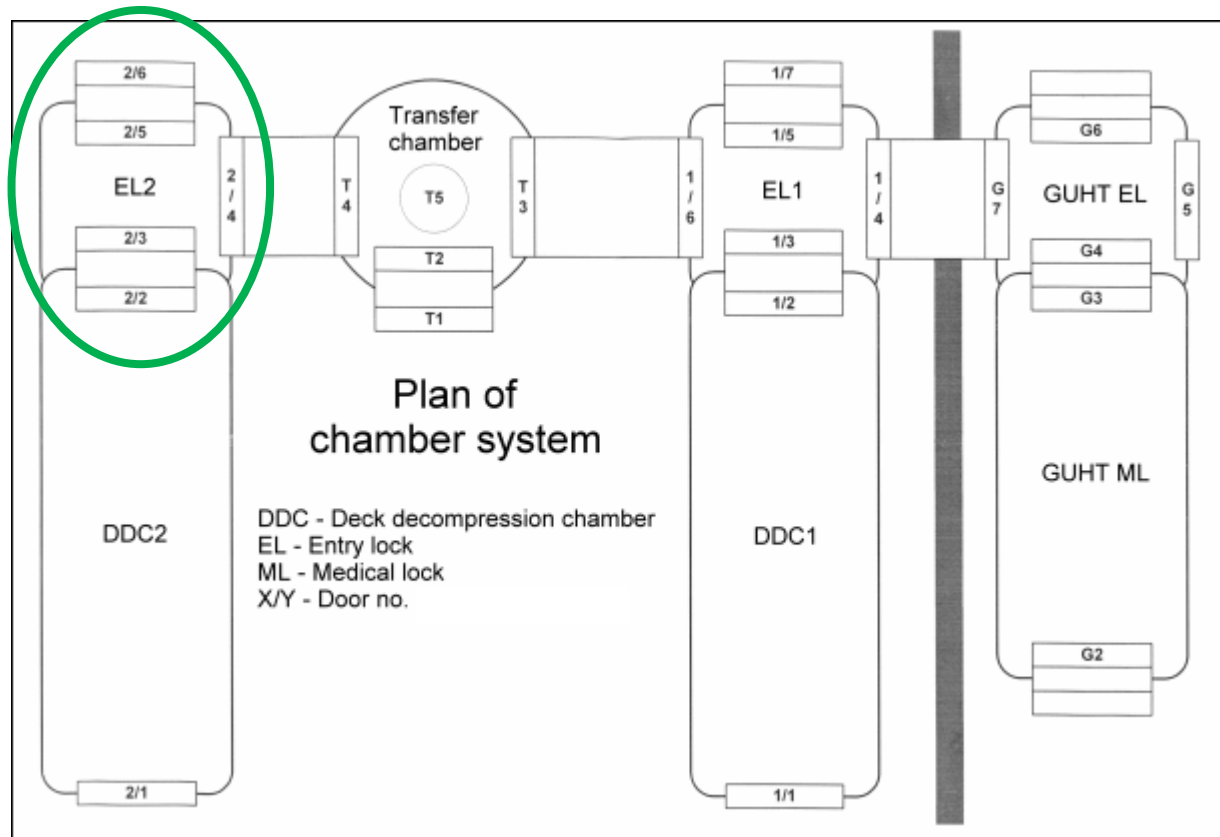 2/6
2/5
EL2
2/4
2/3
2/2
DDC2
2/1
Transfer
chamber
T4
T5
T3
T2
T1
1/7
1/5
1/6
EL1
1/4
1/3
1/2
DDC1
1/1
G6
G7
GUHT EL
G5
G4
G3
GUHT ML
G2
Plan of
chamber system
DDC - Deck decompression chamber
EL - Entry lock
ML - Medical lock
X/Y - Door no.